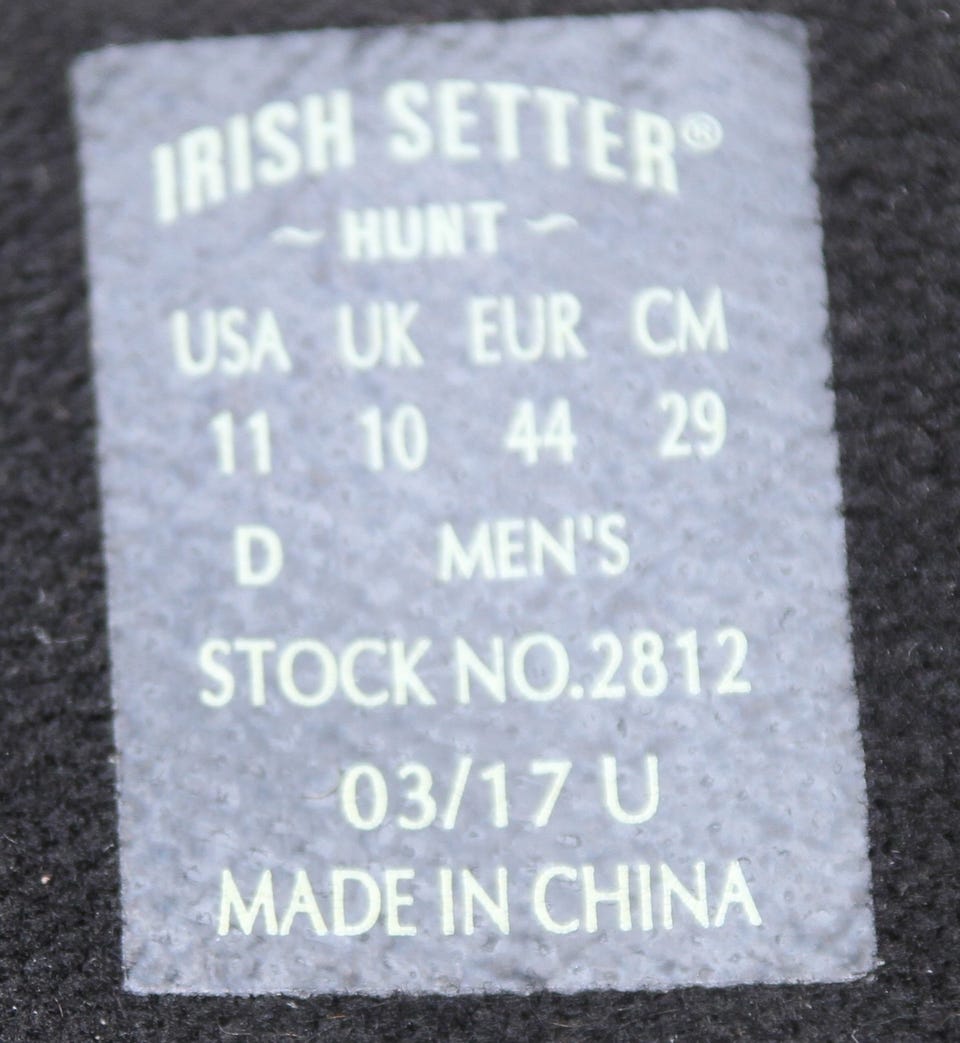 IRISH SETTER®
~ HUNT ~
USA UK EUR CM
11 10 44 29
D MEN'S
STOCK NO.2812
03/17 U
MADE IN CHINA